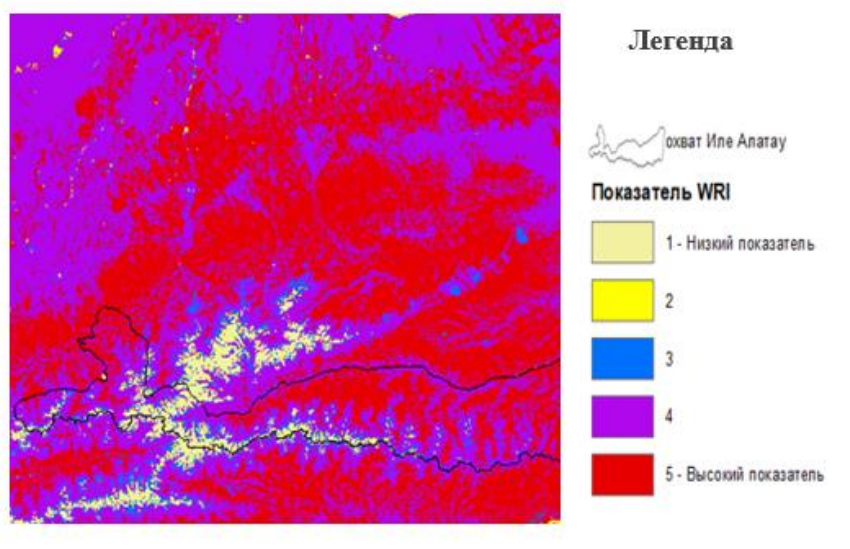 Легенда
охват Иле Алатау
Показатель WRI
1 - Низкий показатель
2
3
4
5 - Высокий показатель